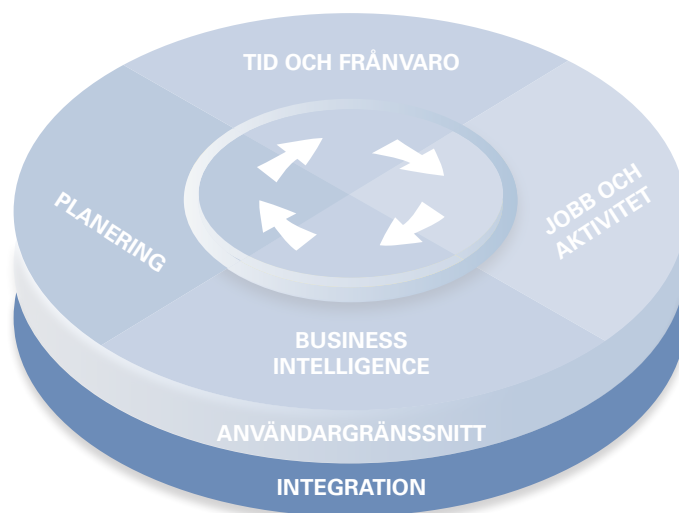 TID OCH FRÅNVARO
PLANERING
JOBB OCH
AKTIVITET
BUSINESS
INTELLIGENCE
ANVÄNDARGRÄNSSNITT
INTEGRATION